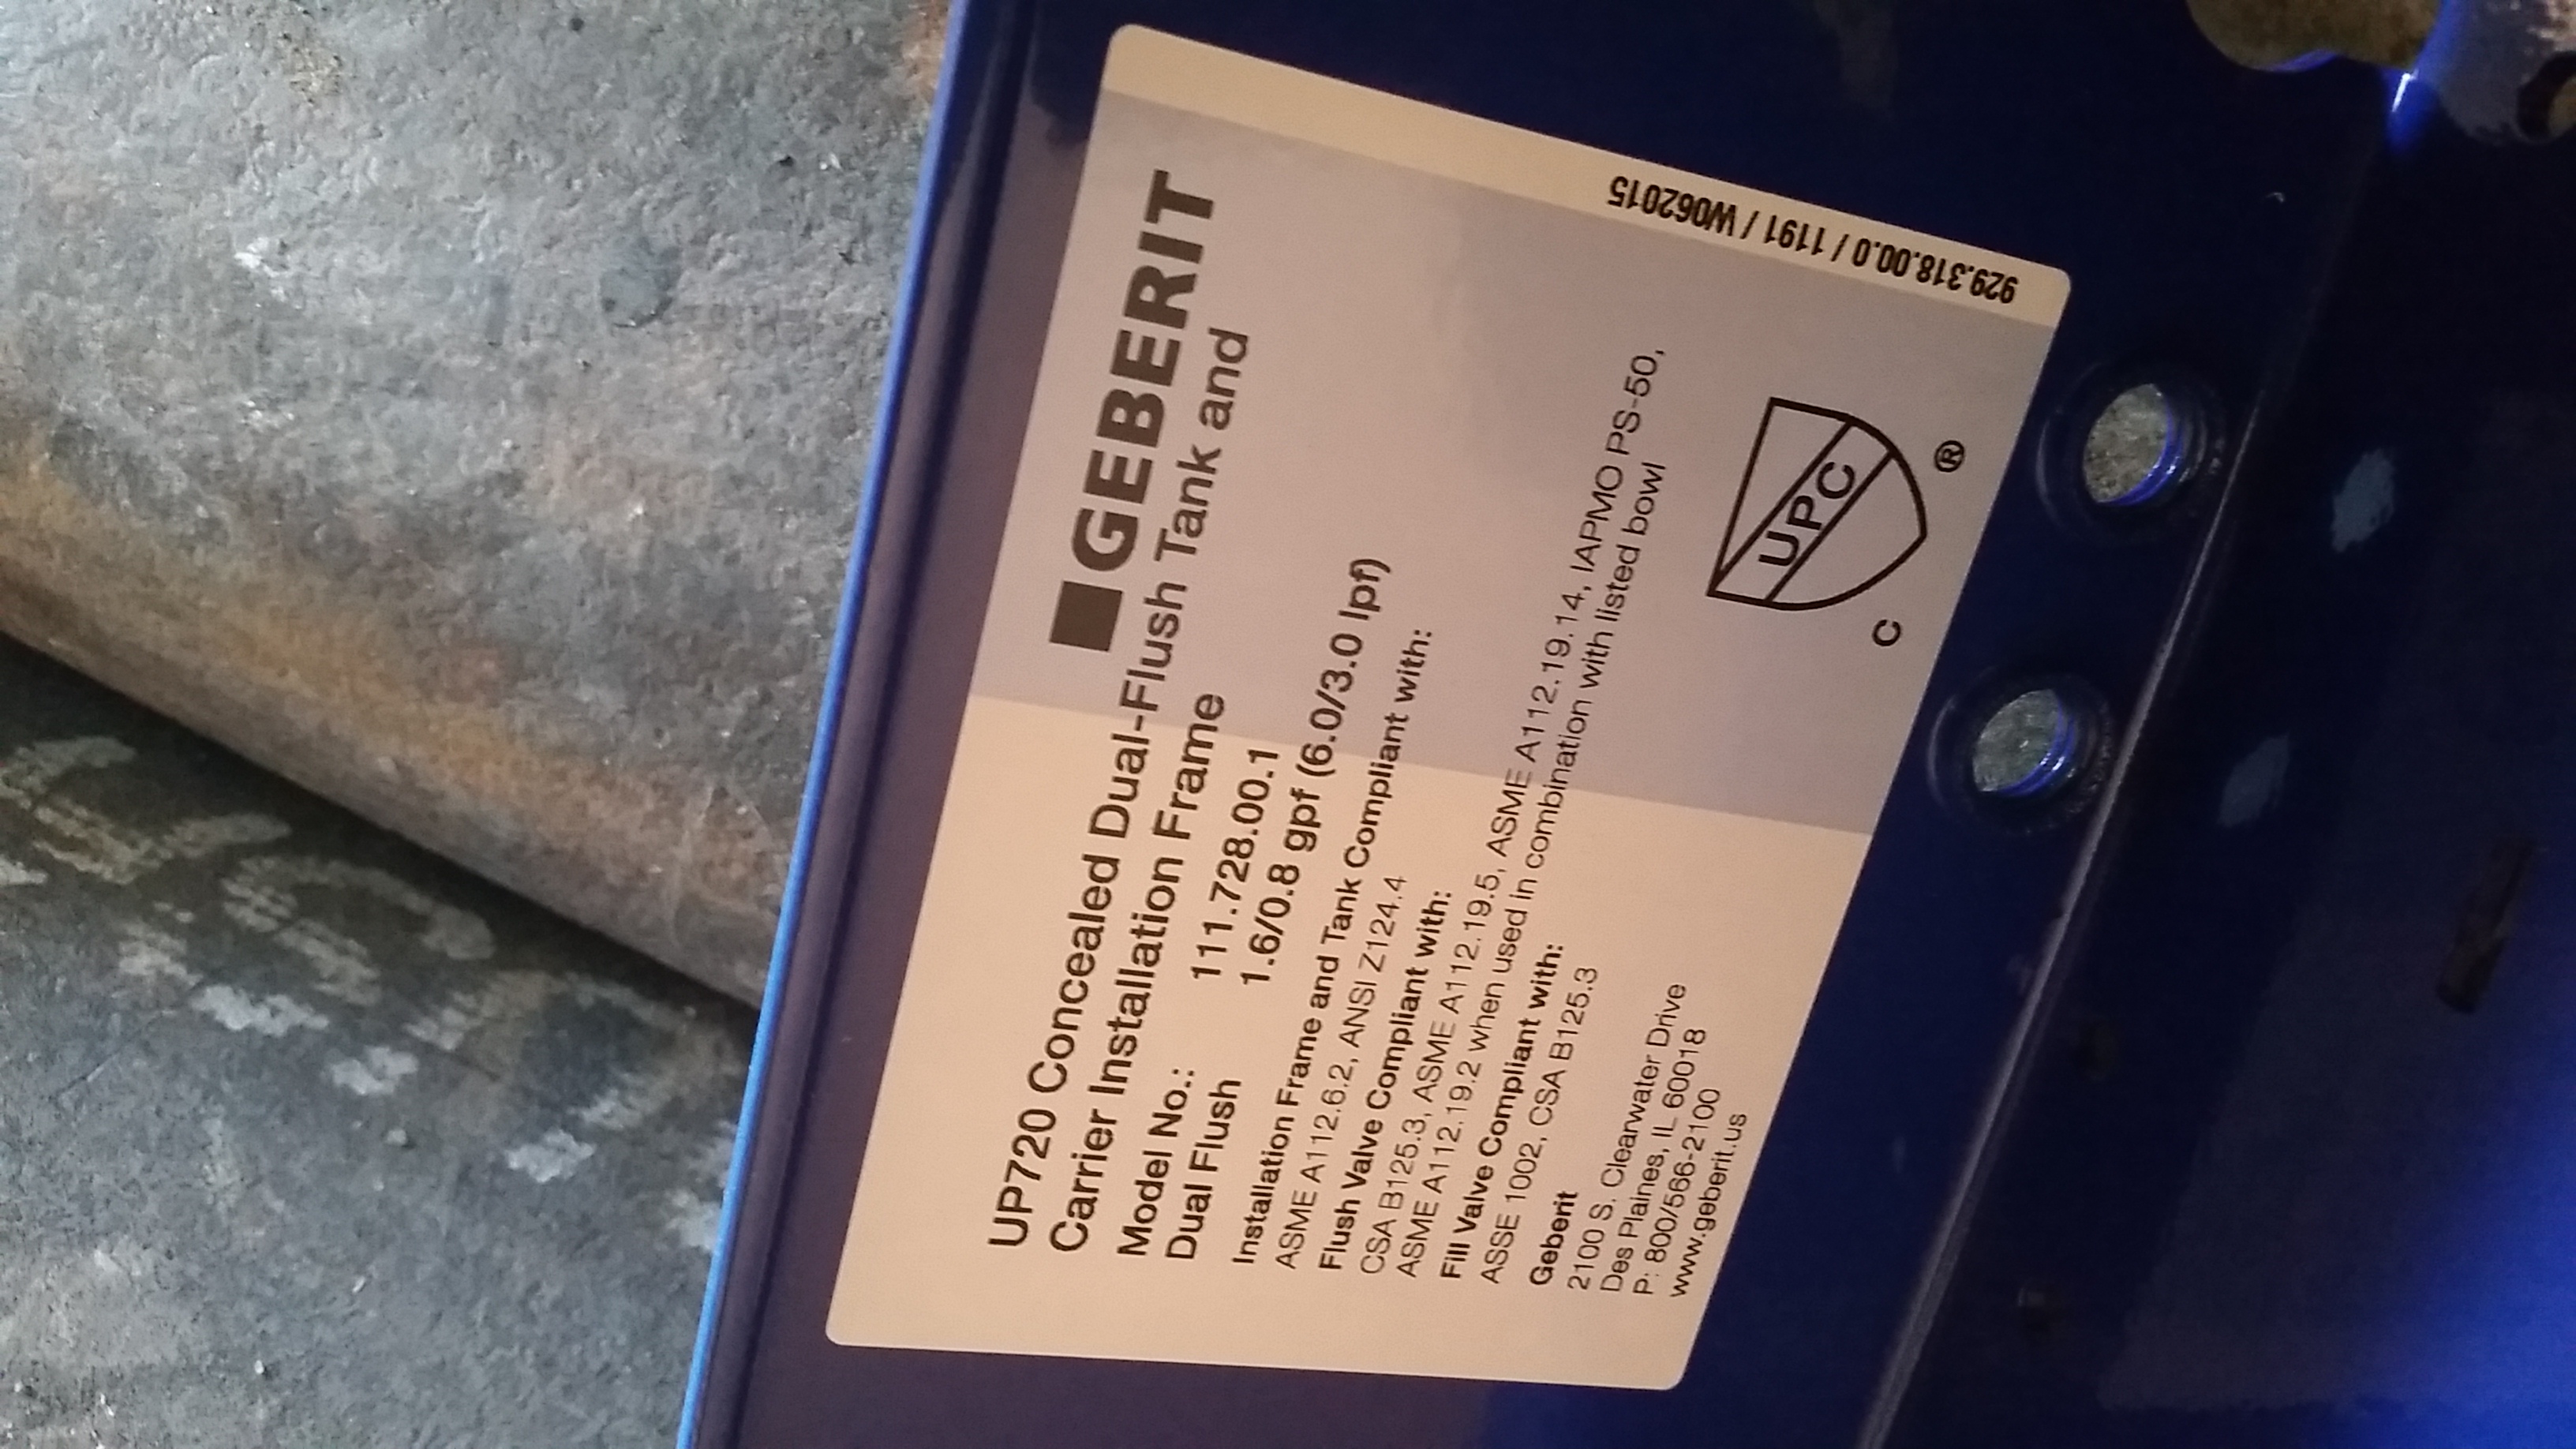 GEBERIT
UP720 Concealed Dual-Flush Tank and
Carrier Installation Frame
Model No.: 111.728.00.1
Dual Flush 1.6/0.8 gpf (6.0/3.0 lpf)
Installation Frame and Tank Compliant with:
ASME A112.6.2, ANSI Z124.4
Flush Valve Compliant with:
CSA B125.3, ASME A112.19.5, ASME A112.19.14, IAPMO PS-50,
ASME A112.19.2 when used in combination with listed bowl
Fill Valve Compliant with:
ASSE 1002, CSA B125.3
Geberit
2100 S. Clearwater Drive
Des Plaines, IL 60018
P: 800/566-2100
www.geberit.us
UPC
C
®
929.318.00.0 / 1191 / W062015